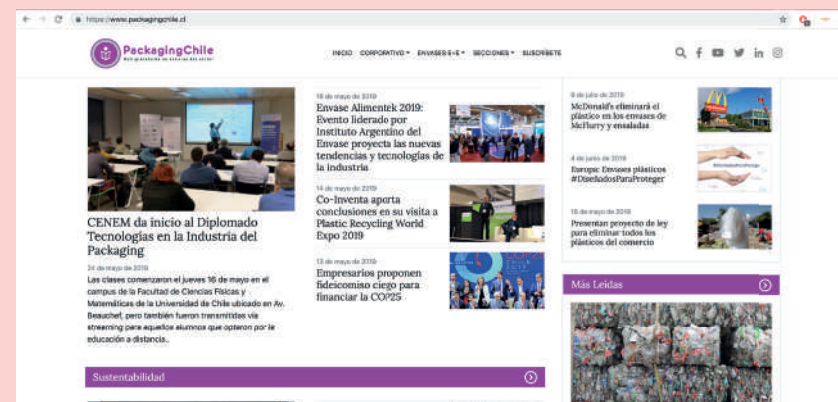 https://www.packagingchile.cl
PackagingChile
INICIO CORPORATIVO ENVASES E+E SECCIONES SUSCRÍBETE
CENEM da inicio al Diplomado
Tecnologías en la Industria del
Packaging
24 de mayo de 2019
Las clases comenzaron el jueves 16 de mayo en el
campus de la Facultad de Ciencias Físicas y
Matemáticas de la Universidad de Chile ubicado en Av.
Beauchef, pero también fueron transmitidas vía
streaming para aquellos alumnos que optaron por la
educación a distancia..
16 de mayo de 2019
Envase Alimentek 2019:
Evento liderado por
Instituto Argentino del
Envase proyecta las nuevas
tendencias y tecnologías de
la industria
14 de mayo de 2019
Co-Inventa aporta
conclusiones en su visita a
Plastic Recycling World
Expo 2019
13 de mayo de 2019
Empresarios proponen
fideicomiso ciego para
financiar la COP25
COP25
9 de julio de 2019
McDonald's eliminará el
plástico en los envases de
McFlurry y ensaladas
McDonald's
4 de junio de 2019
Europa: Envases plásticos
#DiseñadosParaProteger
#DiseñadosParaProteger
15 de mayo de 2019
Presentan proyecto de ley
para eliminar todos los
plásticos del comercio
Más Leídas
Sustentabilidad